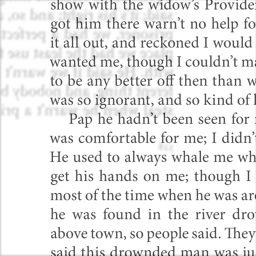 show with the widow's Provide
got him there warn't no help fo
it all out, and reckoned I would
wanted me, though I couldn't ma
to be any better off then than w
was so ignorant, and so kind of
Pap he hadn't been seen for
was comfortable for me; I didn'
He used to always whale me wh
get his hands on me; though I
most of the time when he was aro
he was found in the river dro
above town, so people said. They
said this drownded man was ju